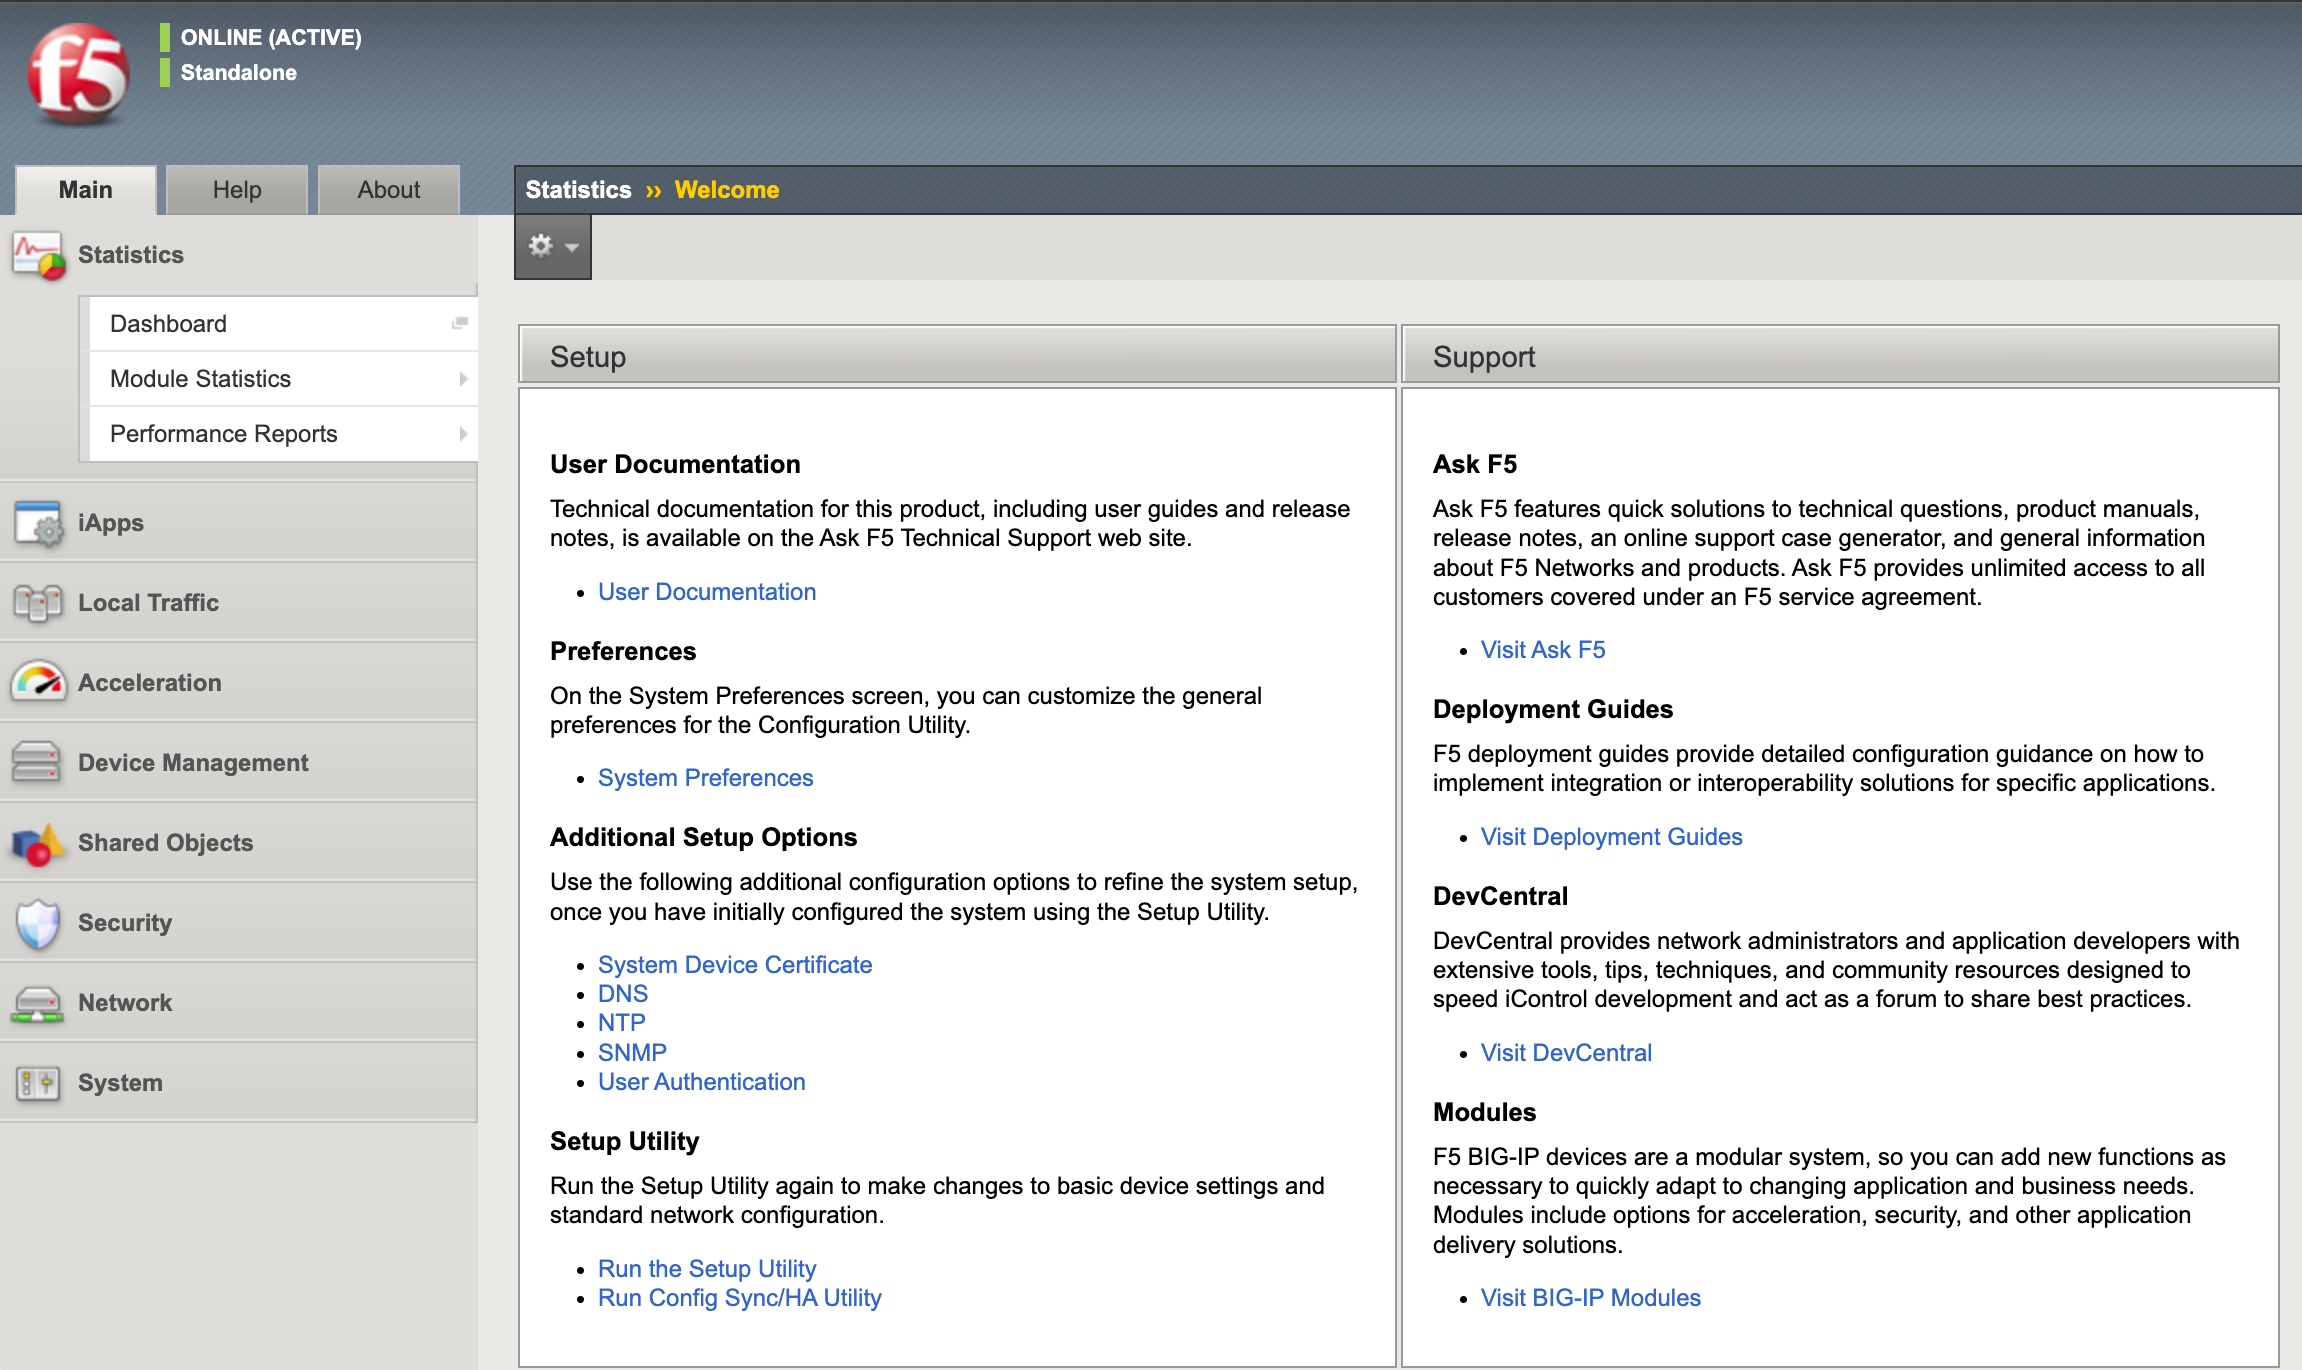 f5
ONLINE (ACTIVE)
Standalone
Main
Help
About
Statistics ›› Welcome
Statistics
Dashboard
Module Statistics
Performance Reports
iApps
Local Traffic
Acceleration
Device Management
Shared Objects
Security
Network
System
Setup
User Documentation
Technical documentation for this product, including user guides and release
notes, is available on the Ask F5 Technical Support web site.
• User Documentation
Preferences
On the System Preferences screen, you can customize the general
preferences for the Configuration Utility.
• System Preferences
Additional Setup Options
Use the following additional configuration options to refine the system setup,
once you have initially configured the system using the Setup Utility.
• System Device Certificate
• DNS
• NTP
• SNMP
• User Authentication
Setup Utility
Run the Setup Utility again to make changes to basic device settings and
standard network configuration.
• Run the Setup Utility
• Run Config Sync/HA Utility
Support
Ask F5
Ask F5 features quick solutions to technical questions, product manuals,
release notes, an online support case generator, and general information
about F5 Networks and products. Ask F5 provides unlimited access to all
customers covered under an F5 service agreement.
• Visit Ask F5
Deployment Guides
F5 deployment guides provide detailed configuration guidance on how to
implement integration or interoperability solutions for specific applications.
• Visit Deployment Guides
DevCentral
DevCentral provides network administrators and application developers with
extensive tools, tips, techniques, and community resources designed to
speed iControl development and act as a forum to share best practices.
• Visit DevCentral
Modules
F5 BIG-IP devices are a modular system, so you can add new functions as
necessary to quickly adapt to changing application and business needs.
Modules include options for acceleration, security, and other application
delivery solutions.
• Visit BIG-IP Modules